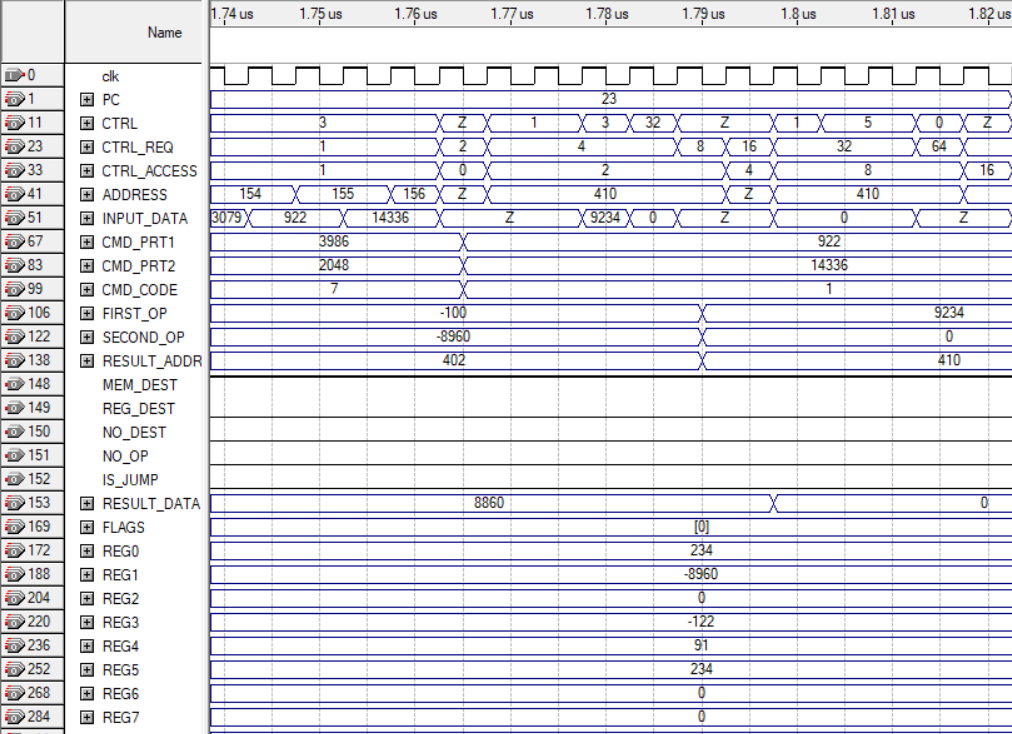 1.74 us 1.75 us 1.76 us 1.77 us 1.78 us 1.79 us 1.8 us 1.81 us 1.82 us
Name
0 clk
1 PC 23
11 CTRL 3 Z 1 3 32 Z 1 5 0 Z
23 CTRL_REQ 1 2 4 8 16 32 64
33 CTRL_ACCESS 1 0 2 4 8 16
41 ADDRESS 154 155 156 Z 410 Z 410
51 INPUT_DATA 3079 922 14336 Z 9234 0 Z 0 Z
67 CMD_PRT1 3986 922
83 CMD_PRT2 2048 14336
99 CMD_CODE 7 1
106 FIRST_OP -100 9234
122 SECOND_OP -8960 0
138 RESULT_ADDR 402 410
148 MEM_DEST
149 REG_DEST
150 NO_DEST
151 NO_OP
152 IS_JUMP
153 RESULT_DATA 8860 0
169 FLAGS [0]
172 REG0 234
188 REG1 -8960
204 REG2 0
220 REG3 -122
236 REG4 91
252 REG5 234
268 REG6 0
284 REG7 0